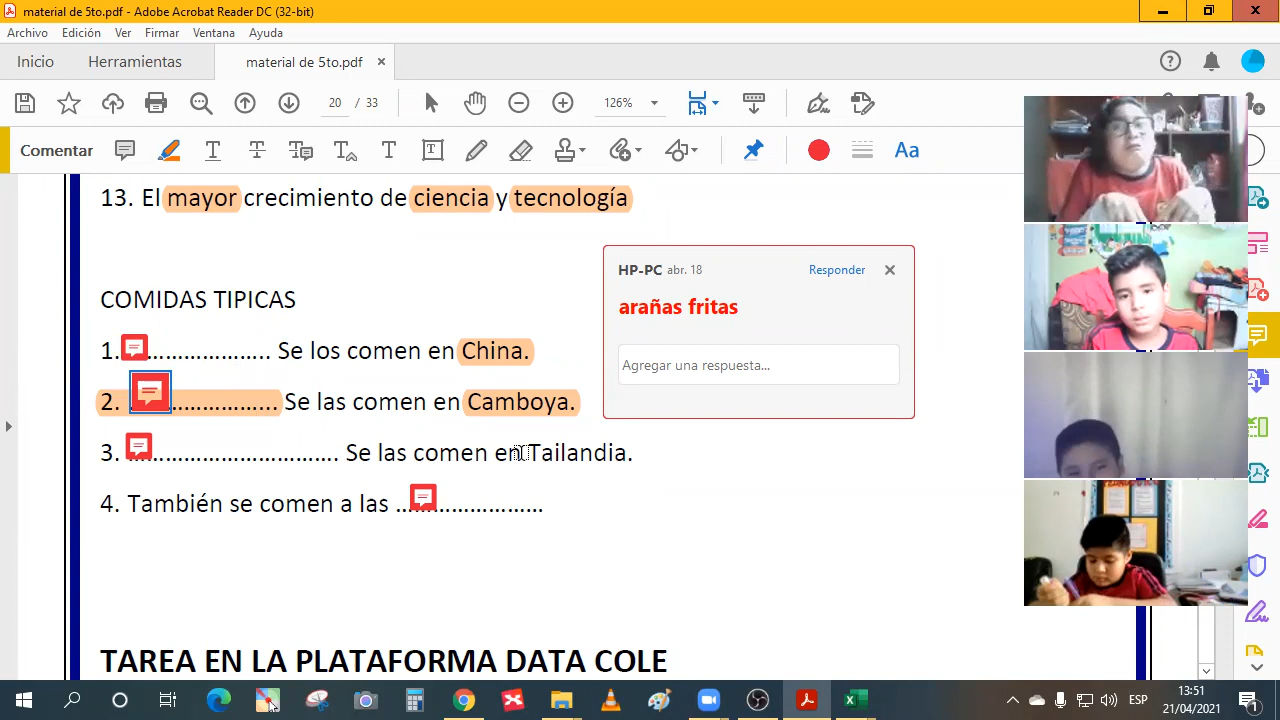 material de 5to.pdf - Adobe Acrobat Reader DC (32-bit)
Archivo Edición Ver Firmar Ventana Ayuda
Inicio Herramientas material de 5to.pdf ×
20 / 33 126%
Comentar Aa
13. El mayor crecimiento de ciencia y tecnología
HP-PC abr. 18 Responder
arañas fritas
Agregar una respuesta...
COMIDAS TIPICAS
1. ..................... Se los comen en China.
2. ........................ Se las comen en Camboya.
3. .................................. Se las comen en Tailandia.
4. También se comen a las ........................
TAREA EN LA PLATAFORMA DATA COLE
ESP
13:51
21/04/2021
1